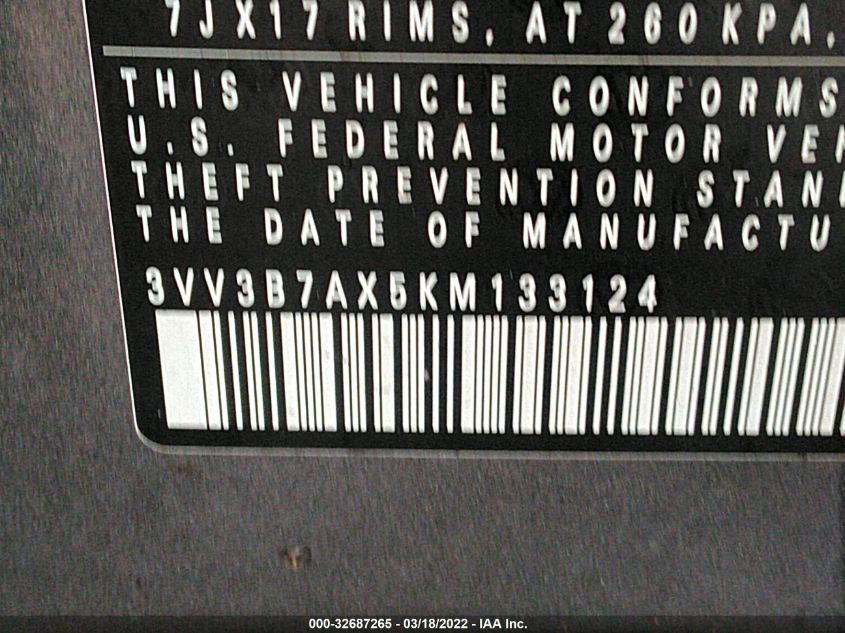 7JX17 RIMS, AT 260 KPA,
THIS VEHICLE CONFORMS
U.S. FEDERAL MOTOR VEH
THEFT PREVENTION STAN
THE DATE OF MANUFACTU
3VV3B7AX5KM133124
000-32687265 - 03/18/2022 - IAA Inc.